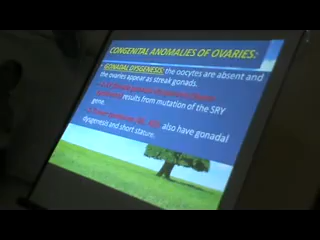 CONGENITAL ANOMALIES OF OVARIES:
GONADAL DYSGENESIS: the oocytes are absent and
the ovaries appear as streak gonads.
results from mutation of the SRY
gene.
also have gonadal
dysgenesis and short stature.